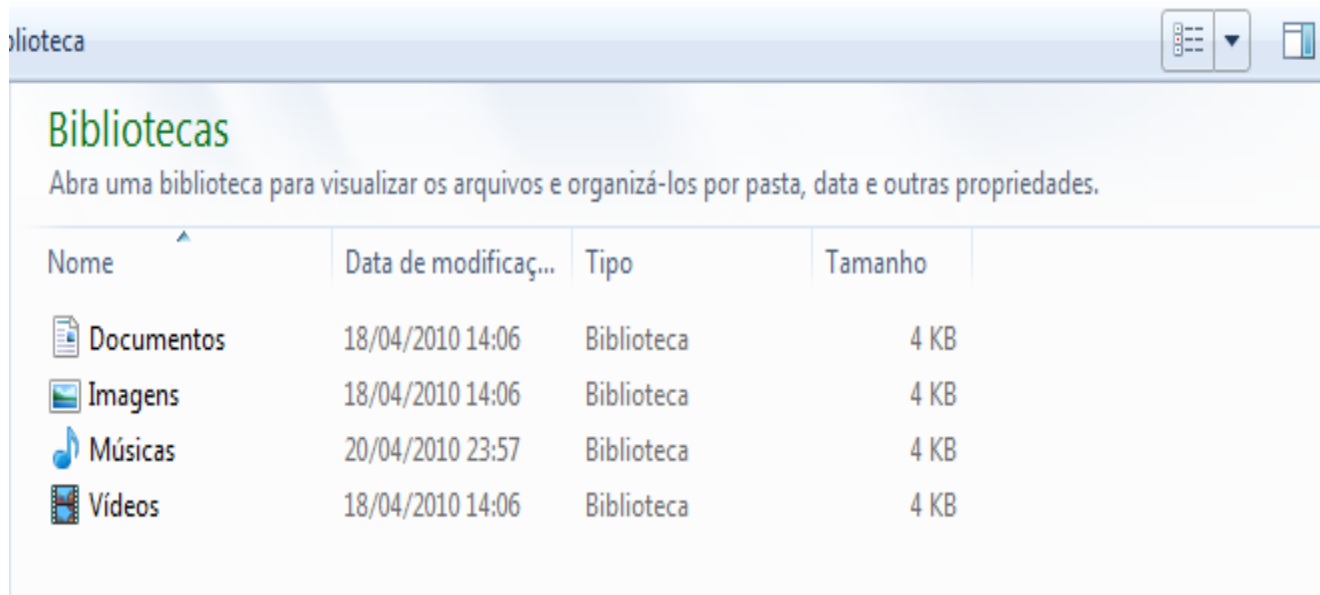 blioteca
Bibliotecas
Abra uma biblioteca para visualizar os arquivos e organizá-los por pasta, data e outras propriedades.
Nome Data de modificaç... Tipo Tamanho
Documentos 18/04/2010 14:06 Biblioteca 4 KB
Imagens 18/04/2010 14:06 Biblioteca 4 KB
Músicas 20/04/2010 23:57 Biblioteca 4 KB
Vídeos 18/04/2010 14:06 Biblioteca 4 KB